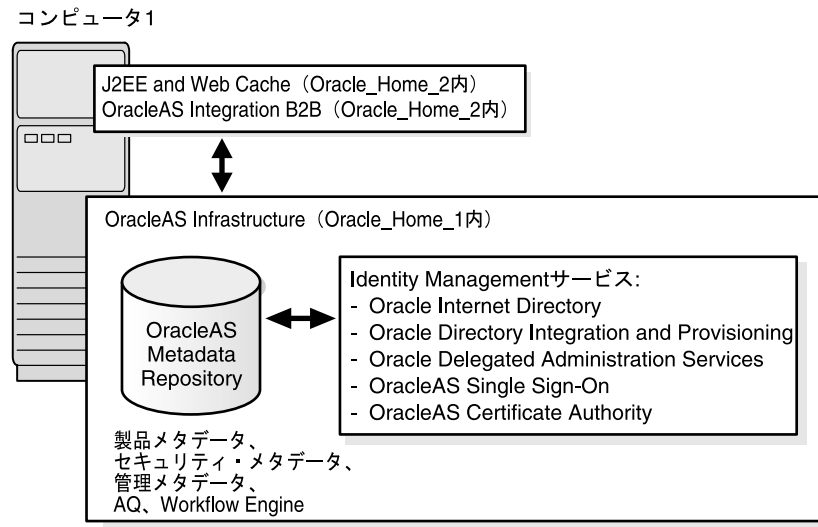 コンピュータ1
J2EE and Web Cache（Oracle_Home_2内）
OracleAS Integration B2B（Oracle_Home_2内）
OracleAS Infrastructure（Oracle_Home_1内）
OracleAS
Metadata
Repository
製品メタデータ、
セキュリティ・メタデータ、
管理メタデータ、
AQ、Workflow Engine
Identity Managementサービス:
- Oracle Internet Directory
- Oracle Directory Integration and Provisioning
- Oracle Delegated Administration Services
- OracleAS Single Sign-On
- OracleAS Certificate Authority